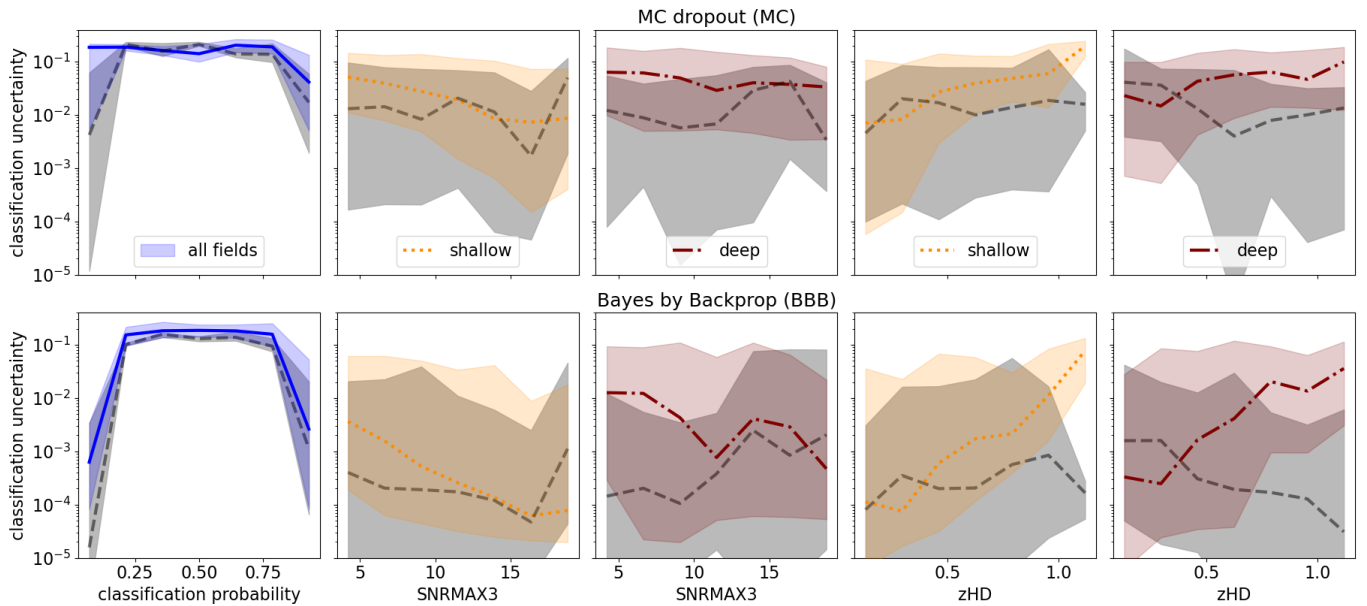 MC dropout (MC)
classification uncertainty
10⁻¹
10⁻²
10⁻³
10⁻⁴
10⁻⁵
all fields
shallow
deep
shallow
deep
Bayes by Backprop (BBB)
classification uncertainty
10⁻¹
10⁻²
10⁻³
10⁻⁴
10⁻⁵
0.25 0.50 0.75
5 10 15
5 10 15
0.5 1.0
0.5 1.0
classification probability
SNRMAX3
SNRMAX3
zHD
zHD